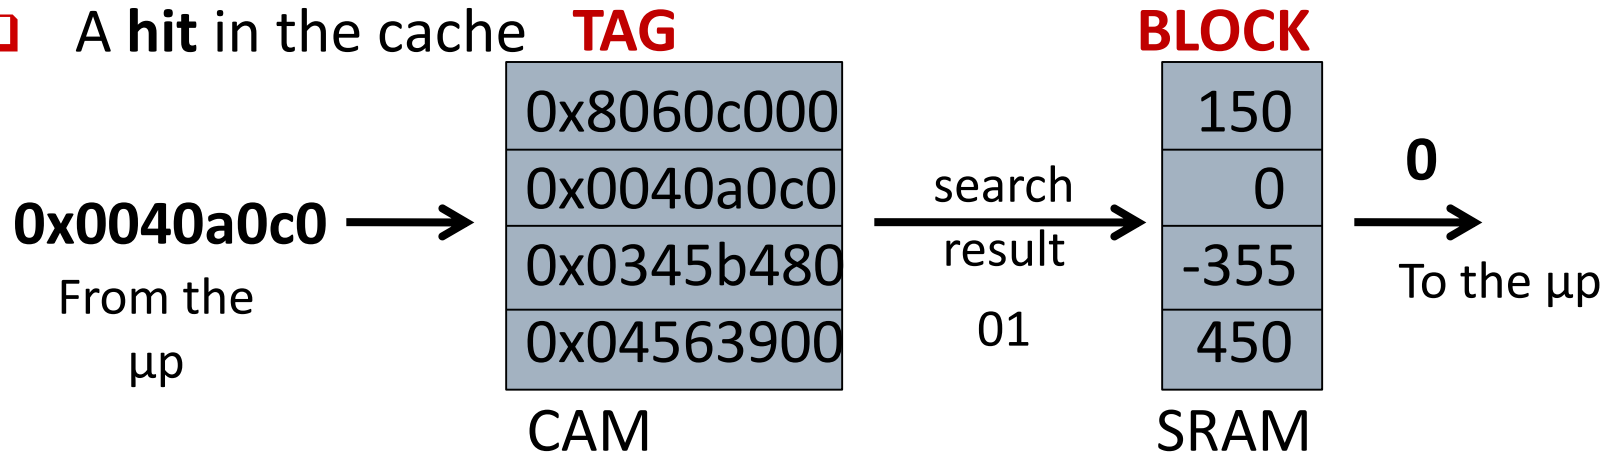 A hit in the cache
TAG
BLOCK
0x8060c000
0x0040a0c0
0x0345b480
0x04563900
CAM
0x0040a0c0
From the
µp
search
result
01
150
0
-355
450
SRAM
0
To the µp